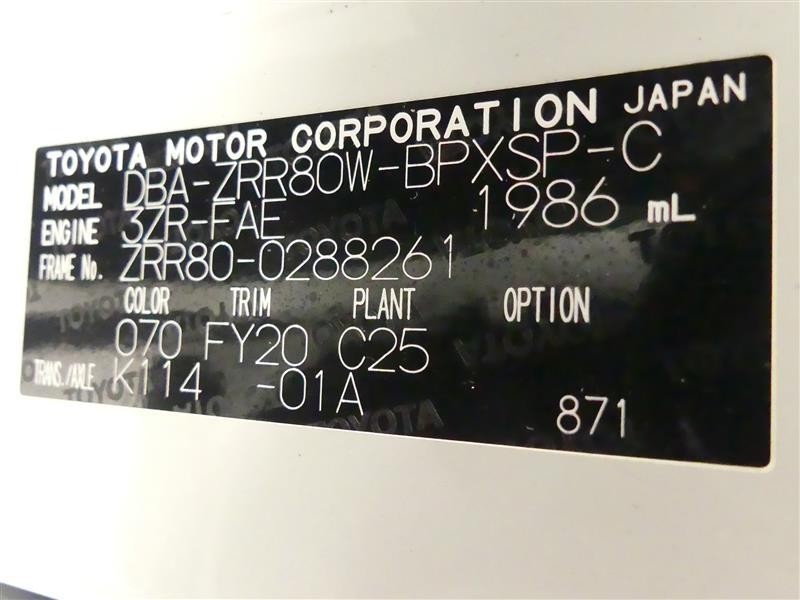 TOYOTA MOTOR CORPORATION JAPAN
MODEL DBA-ZRR80W-BPXSP-C
ENGINE 3ZR-FAE 1986 mL
FRAME No. ZRR80-0288261
COLOR TRIM PLANT OPTION
070 FY20 C25
TRANS./AXLE K114 -01A
871